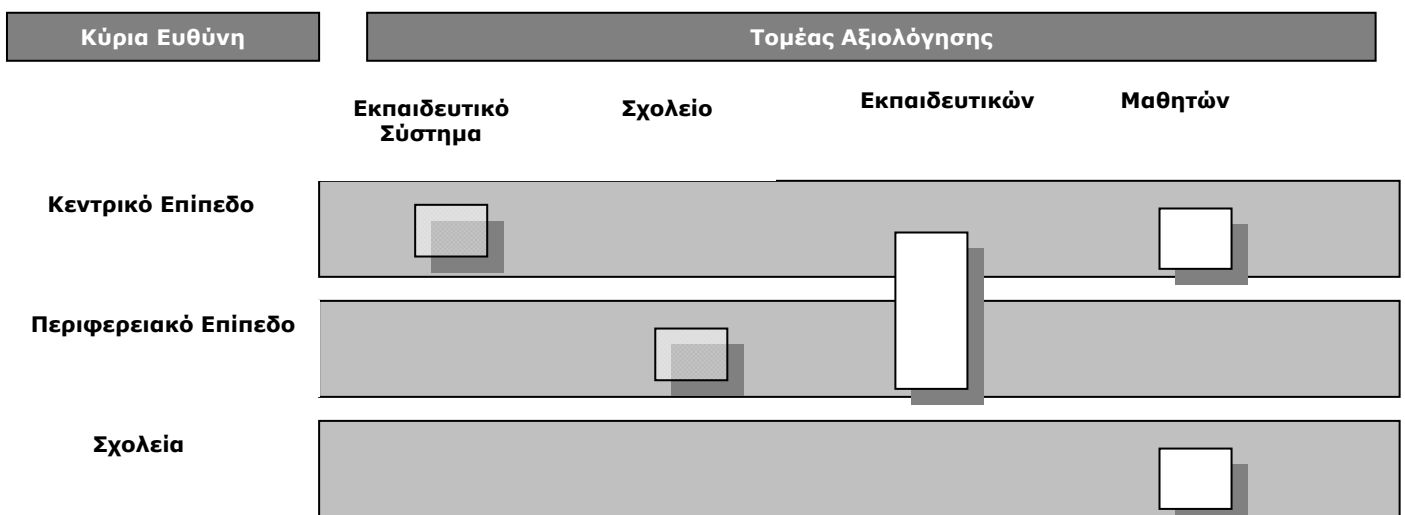 Κύρια Ευθύνη
Τομέας Αξιολόγησης
Εκπαιδευτικό
Σύστημα
Σχολείο
Εκπαιδευτικών
Μαθητών
Κεντρικό Επίπεδο
Περιφερειακό Επίπεδο
Σχολεία